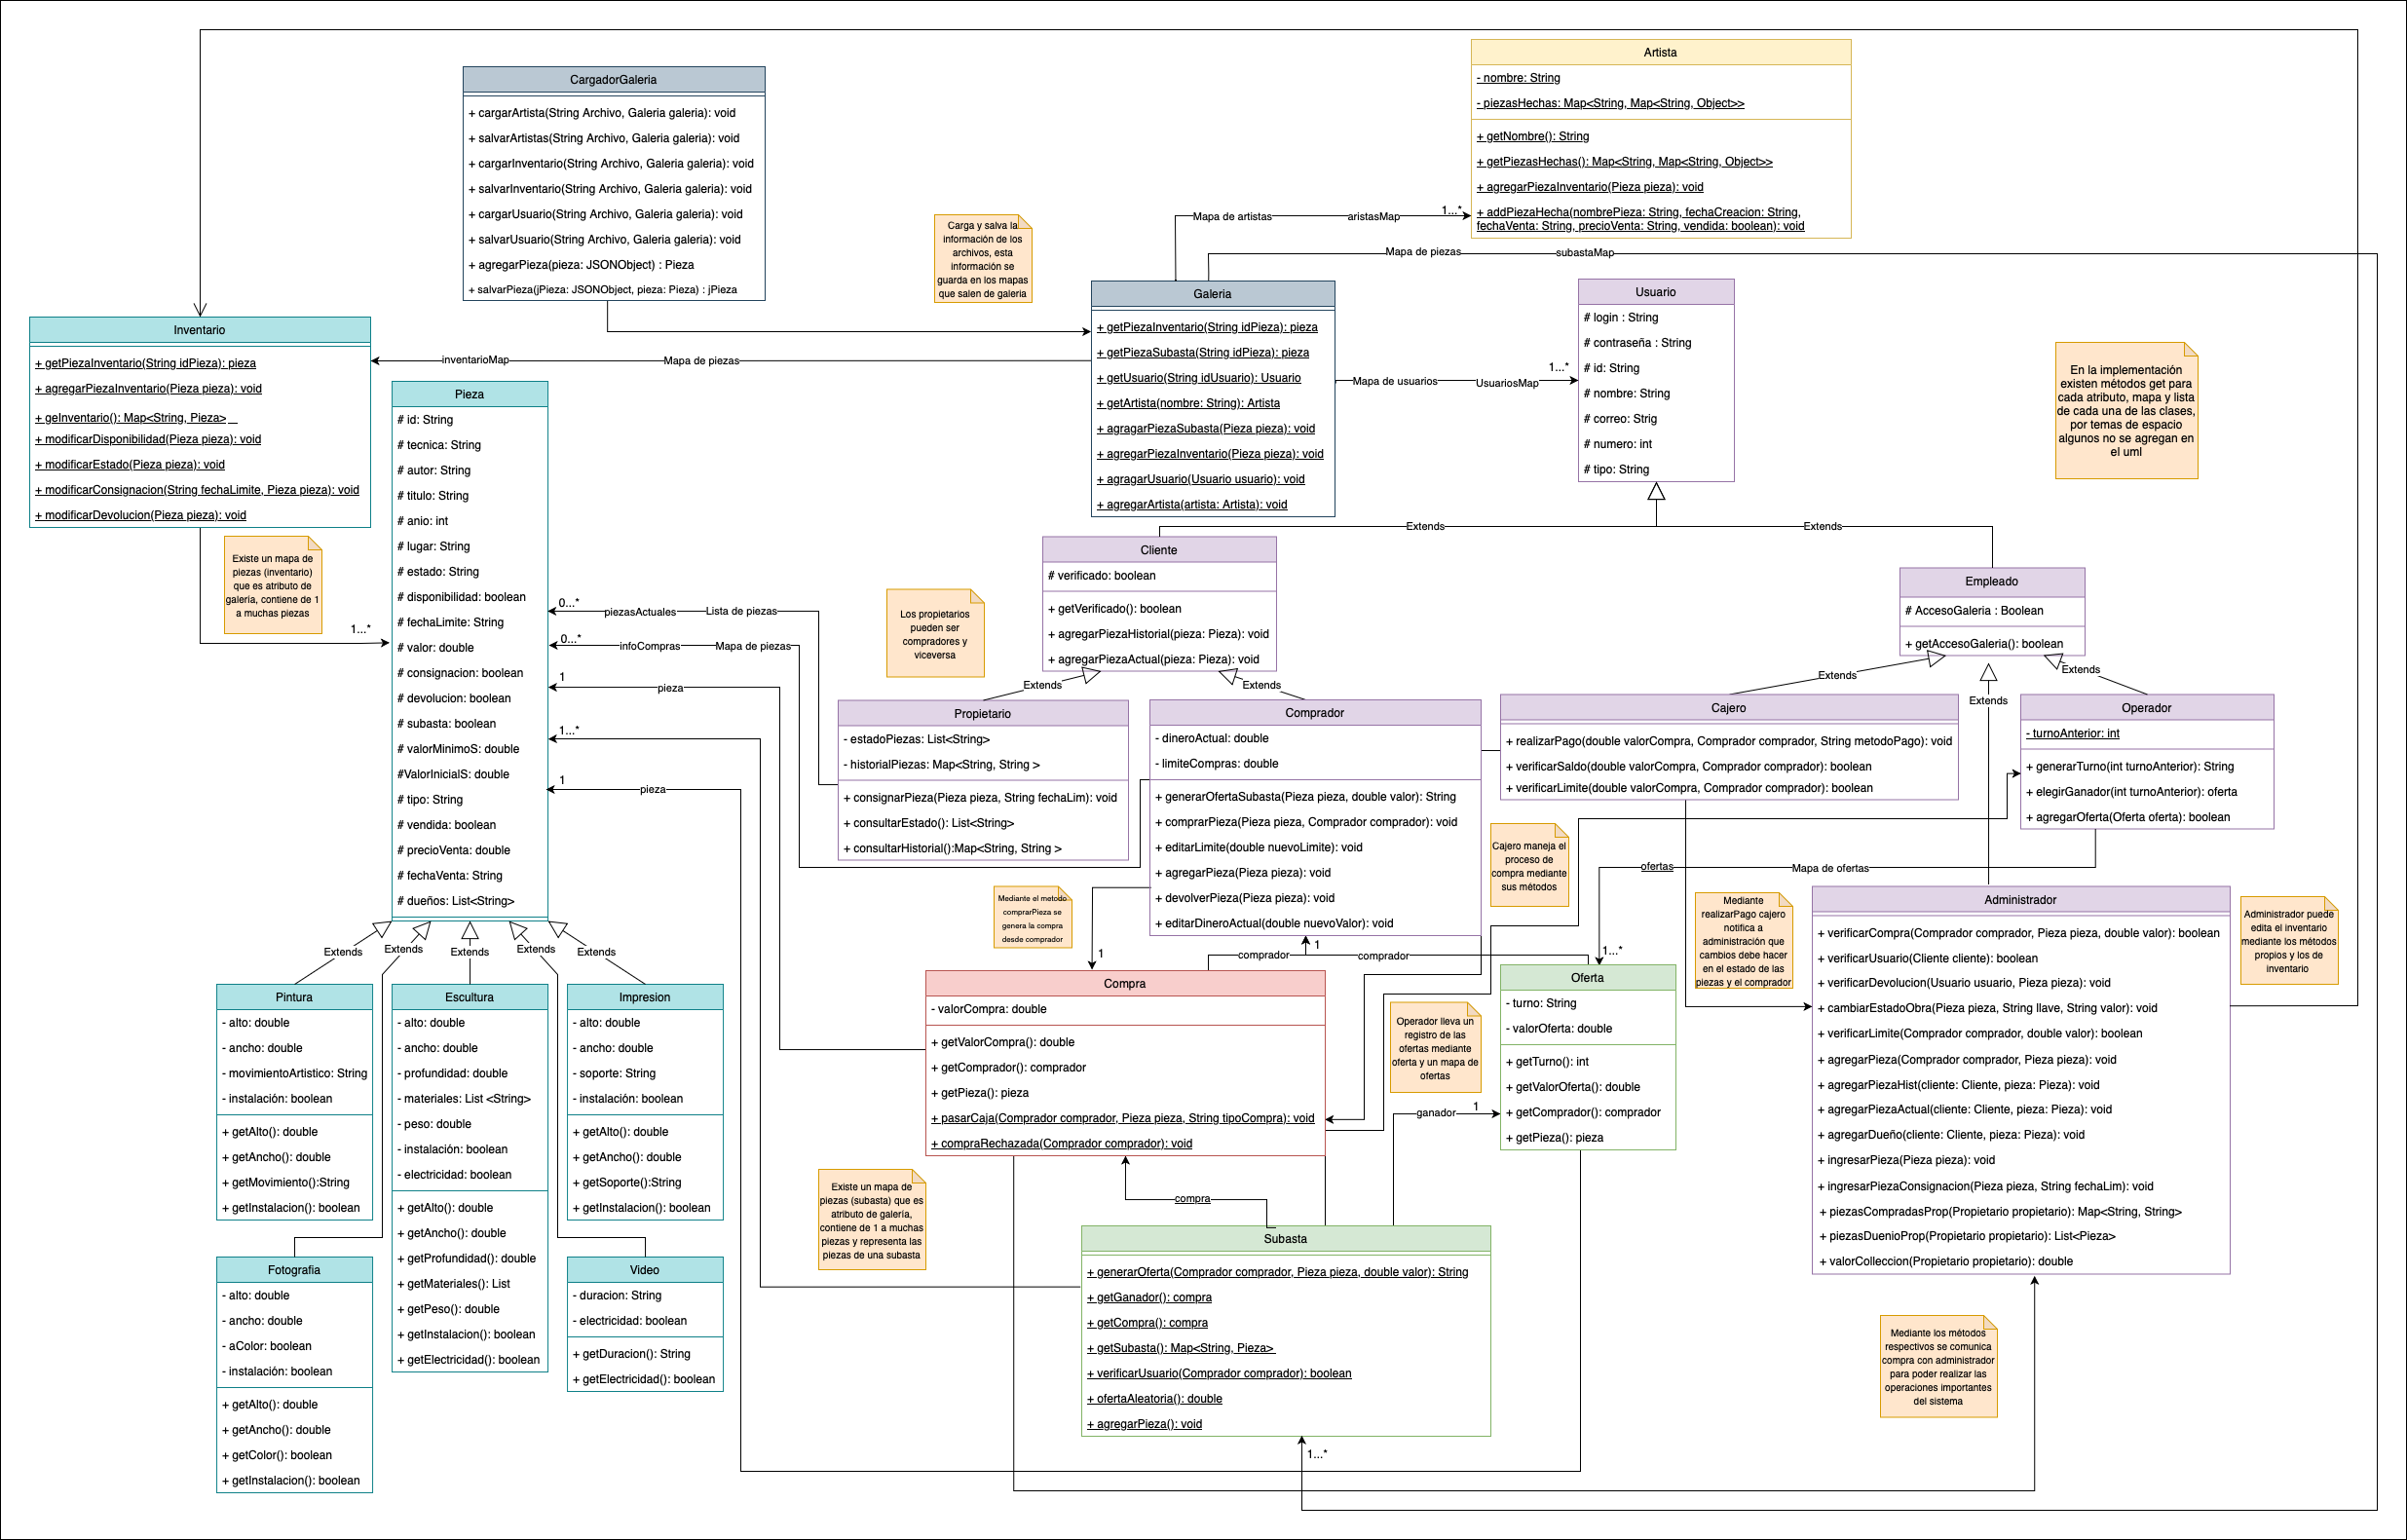 CargadorGaleria
+ cargarArtista(String Archivo, Galeria galeria): void
+ salvarArtistas(String Archivo, Galeria galeria): void
+ cargarInventario(String Archivo, Galeria galeria): void
+ salvarInventario(String Archivo, Galeria galeria): void
+ cargarUsuario(String Archivo, Galeria galeria): void
+ salvarUsuario(String Archivo, Galeria galeria): void
+ agregarPieza(pieza: JSONObject) : Pieza
+ salvarPieza(jPieza: JSONObject, pieza: Pieza) : jPieza
Carga y salva la
información de los
archivos, esta
información se
guarda en los mapas
que salen de galeria
Artista
- nombre: String
- piezasHechas: Map<String, Map<String, Object>>
+ getNombre(): String
+ getPiezasHechas(): Map<String, Map<String, Object>>
+ agregarPiezaInventario(Pieza pieza): void
+ addPiezaHecha(nombrePieza: String, fechaCreacion: String,
fechaVenta: String, precioVenta: String, vendida: boolean): void
Mapa de artistas
aristasMap
1...*
Mapa de piezas
subastaMap
Galeria
+ getPiezaInventario(String idPieza): pieza
+ getPiezaSubasta(String idPieza): pieza
+ getUsuario(String idUsuario): Usuario
+ getArtista(nombre: String): Artista
+ agragarPiezaSubasta(Pieza pieza): void
+ agregarPiezaInventario(Pieza pieza): void
+ agragarUsuario(Usuario usuario): void
+ agregarArtista(artista: Artista): void
Mapa de usuarios
UsuariosMap
1...*
Usuario
# login : String
# contraseña : String
# id: String
# nombre: String
# correo: Strig
# numero: int
# tipo: String
En la implementación
existen métodos get para
cada atributo, mapa y lista
de cada una de las clases,
por temas de espacio
algunos no se agregan en
el uml
Inventario
+ getPiezaInventario(String idPieza): pieza
+ agregarPiezaInventario(Pieza pieza): void
+ geInventario(): Map<String, Pieza>
+ modificarDisponibilidad(Pieza pieza): void
+ modificarEstado(Pieza pieza): void
+ modificarConsignacion(String fechaLimite, Pieza pieza): void
+ modificarDevolucion(Pieza pieza): void
inventarioMap
Mapa de piezas
Existe un mapa de
piezas (inventario)
que es atributo de
galería, contiene de 1
a muchas piezas
1...*
Pieza
# id: String
# tecnica: String
# autor: String
# titulo: String
# anio: int
# lugar: String
# estado: String
# disponibilidad: boolean
# fechaLimite: String
# valor: double
# consignacion: boolean
# devolucion: boolean
# subasta: boolean
# valorMinimoS: double
#ValorInicialS: double
# tipo: String
# vendida: boolean
# precioVenta: double
# fechaVenta: String
# dueños: List<String>
0...*
piezasActuales
Lista de piezas
0...*
infoCompras
Mapa de piezas
1
pieza
1...*
1
pieza
Extends
Extends
Cliente
# verificado: boolean
+ getVerificado(): boolean
+ agregarPiezaHistorial(pieza: Pieza): void
+ agregarPiezaActual(pieza: Pieza): void
Los propietarios
pueden ser
compradores y
viceversa
Extends
Extends
Empleado
# AccesoGaleria : Boolean
+ getAccesoGaleria(): boolean
Extends
Extends
Extends
Propietario
- estadoPiezas: List<String>
- historialPiezas: Map<String, String >
+ consignarPieza(Pieza pieza, String fechaLim): void
+ consultarEstado(): List<String>
+ consultarHistorial():Map<String, String >
Comprador
- dineroActual: double
- limiteCompras: double
+ generarOfertaSubasta(Pieza pieza, double valor): String
+ comprarPieza(Pieza pieza, Comprador comprador): void
+ editarLimite(double nuevoLimite): void
+ agregarPieza(Pieza pieza): void
+ devolverPieza(Pieza pieza): void
+ editarDineroActual(double nuevoValor): void
Cajero
+ realizarPago(double valorCompra, Comprador comprador, String metodoPago): void
+ verificarSaldo(double valorCompra, Comprador comprador): boolean
+ verificarLimite(double valorCompra, Comprador comprador): boolean
Operador
- turnoAnterior: int
+ generarTurno(int turnoAnterior): String
+ elegirGanador(int turnoAnterior): oferta
+ agregarOferta(Oferta oferta): boolean
Cajero maneja el
proceso de
compra mediante
sus métodos
ofertas
Mapa de ofertas
1...*
Mediante el metodo
comprarPieza se
genera la compra
desde comprador
1
comprador
1
comprador
Mediante
realizarPago cajero
notifica a
administración que
cambios debe hacer
en el estado de las
piezas y el comprador
Administrador
+ verificarCompra(Comprador comprador, Pieza pieza, double valor): boolean
+ verificarUsuario(Cliente cliente): boolean
+ verificarDevolucion(Usuario usuario, Pieza pieza): void
+ cambiarEstadoObra(Pieza pieza, String llave, String valor): void
+ verificarLimite(Comprador comprador, double valor): boolean
+ agregarPieza(Comprador comprador, Pieza pieza): void
+ agregarPiezaHist(cliente: Cliente, pieza: Pieza): void
+ agregarPiezaActual(cliente: Cliente, pieza: Pieza): void
+ agregarDueño(cliente: Cliente, pieza: Pieza): void
+ ingresarPieza(Pieza pieza): void
+ ingresarPiezaConsignacion(Pieza pieza, String fechaLim): void
+ piezasCompradasProp(Propietario propietario): Map<String, String>
+ piezasDuenioProp(Propietario propietario): List<Pieza>
+ valorColleccion(Propietario propietario): double
Administrador puede
edita el inventario
mediante los métodos
propios y los de
inventario
Extends
Extends
Extends
Extends
Extends
Pintura
- alto: double
- ancho: double
- movimientoArtistico: String
- instalación: boolean
+ getAlto(): double
+ getAncho(): double
+ getMovimiento():String
+ getInstalacion(): boolean
Escultura
- alto: double
- ancho: double
- profundidad: double
- materiales: List <String>
- peso: double
- instalación: boolean
- electricidad: boolean
+ getAlto(): double
+ getAncho(): double
+ getProfundidad(): double
+ getMateriales(): List
+ getPeso(): double
+ getInstalacion(): boolean
+ getElectricidad(): boolean
Impresion
- alto: double
- ancho: double
- soporte: String
- instalación: boolean
+ getAlto(): double
+ getAncho(): double
+ getSoporte():String
+ getInstalacion(): boolean
Fotografia
- alto: double
- ancho: double
- aColor: boolean
- instalación: boolean
+ getAlto(): double
+ getAncho(): double
+ getColor(): boolean
+ getInstalacion(): boolean
Video
- duracion: String
- electricidad: boolean
+ getDuracion(): String
+ getElectricidad(): boolean
Compra
- valorCompra: double
+ getValorCompra(): double
+ getComprador(): comprador
+ getPieza(): pieza
+ pasarCaja(Comprador comprador, Pieza pieza, String tipoCompra): void
+ compraRechazada(Comprador comprador): void
Operador lleva un
registro de las
ofertas mediante
oferta y un mapa de
ofertas
Oferta
- turno: String
- valorOferta: double
+ getTurno(): int
+ getValorOferta(): double
+ getComprador(): comprador
+ getPieza(): pieza
ganador
1
compra
Existe un mapa de
piezas (subasta) que es
atributo de galería,
contiene de 1 a muchas
piezas y representa las
piezas de una subasta
Subasta
+ generarOferta(Comprador comprador, Pieza pieza, double valor): String
+ getGanador(): compra
+ getCompra(): compra
+ getSubasta(): Map<String, Pieza>
+ verificarUsuario(Comprador comprador): boolean
+ ofertaAleatoria(): double
+ agregarPieza(): void
1...*
Mediante los métodos
respectivos se comunica
compra con administrador
para poder realizar las
operaciones importantes
del sistema